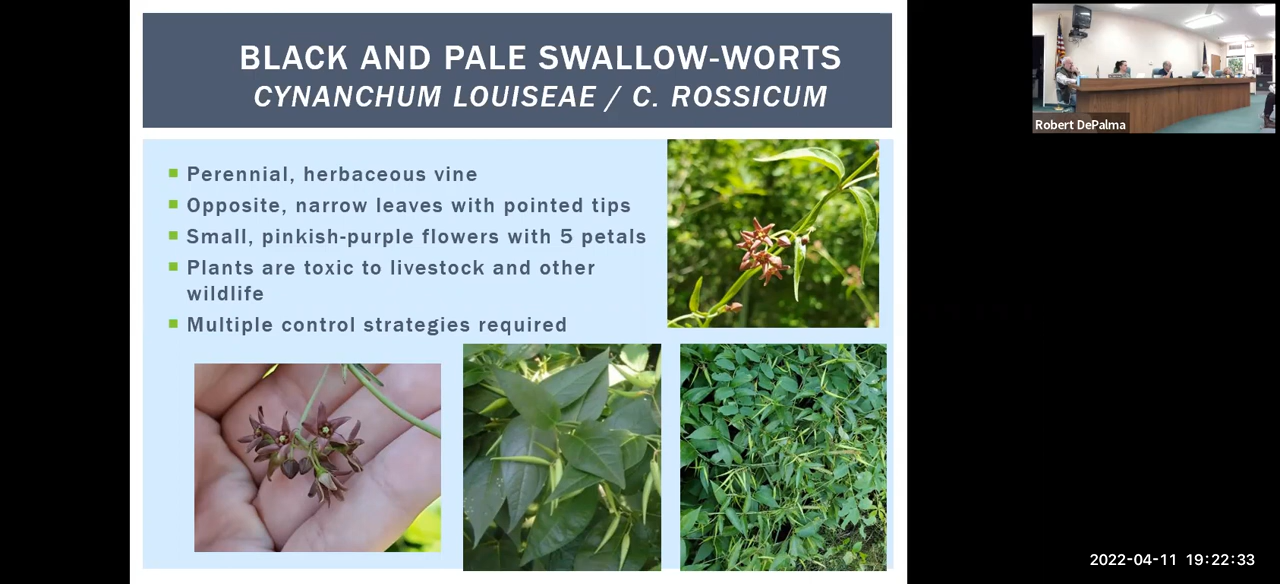 BLACK AND PALE SWALLOW-WORTS
CYNANCHUM LOUISEAE / C. ROSSICUM
Perennial, herbaceous vine
Opposite, narrow leaves with pointed tips
Small, pinkish-purple flowers with 5 petals
Plants are toxic to livestock and other
wildlife
Multiple control strategies required
Robert DePalma
2022-04-11 19:22:33